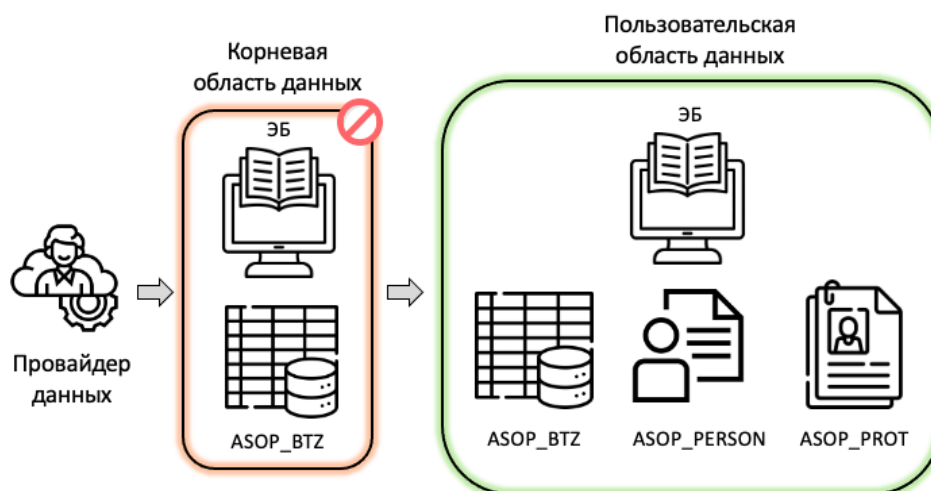 Корневая
область данных
Пользовательская
область данных
ЭБ
ЭБ
Провайдер
данных
ASOP_BTZ
ASOP_BTZ
ASOP_PERSON
ASOP_PROT